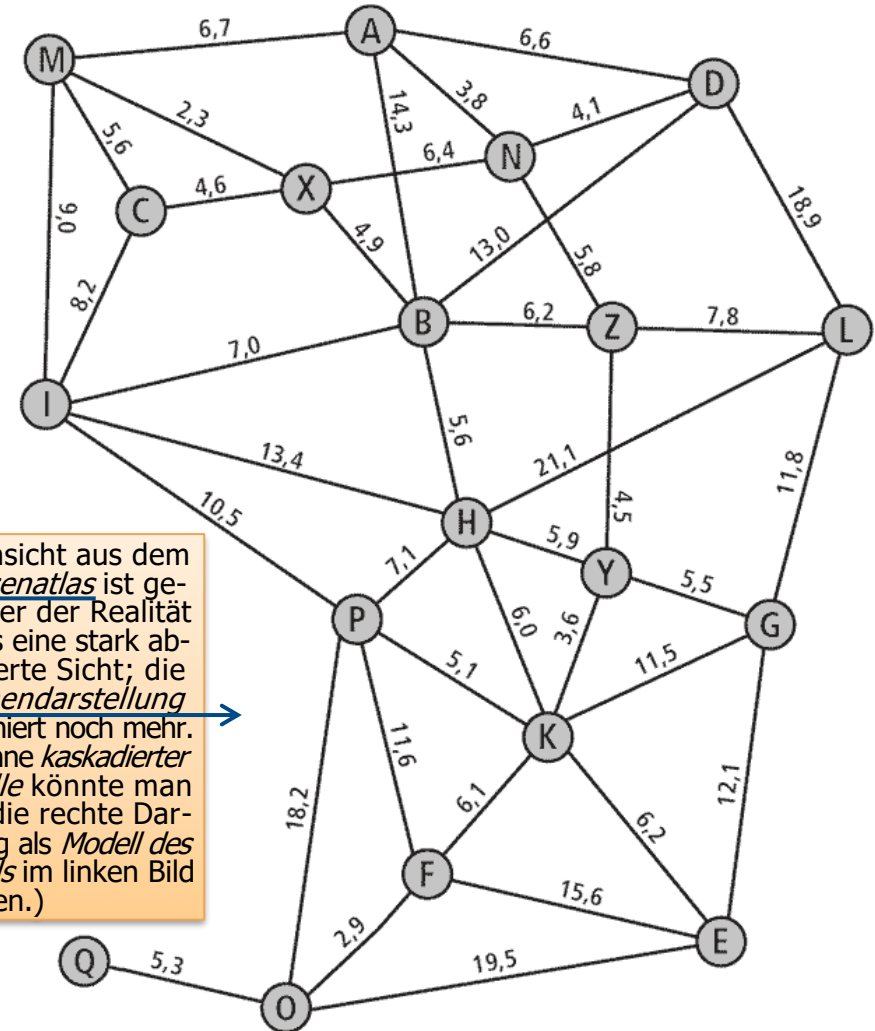 6,7
A
6,6
M
D
14,3
3,8
4,1
2,3
5,6
6,4
N
X
4,6
C
18,9
9,0
4,9
13,0
5,8
8,2
B
6,2
Z
7,8
L
7,0
I
5,6
13,4
21,1
11,8
10,5
4,5
H
5,9
Y
7,1
5,5
P
6,0
3,6
G
5,1
11,5
K
11,6
12,1
18,2
6,1
6,2
F
15,6
2,9
E
Q
5,3
19,5
O
nsicht aus dem
enatlas ist ge-
er der Realität
s eine stark ab-
erte Sicht; die
nendarstellung
niert noch mehr.
nne kaskadierter
lle könnte man
die rechte Dar-
g als Modell des
ls im linken Bild
en.)